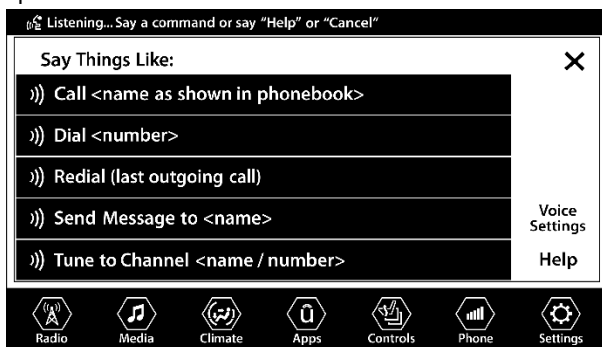 Listening... Say a command or say "Help" or "Cancel"
Say Things Like:
Call <name as shown in phonebook>
Dial <number>
Redial (last outgoing call)
Send Message to <name>
Tune to Channel <name / number>
Voice
Settings
Help
Radio
Media
Climate
Apps
Controls
Phone
Settings